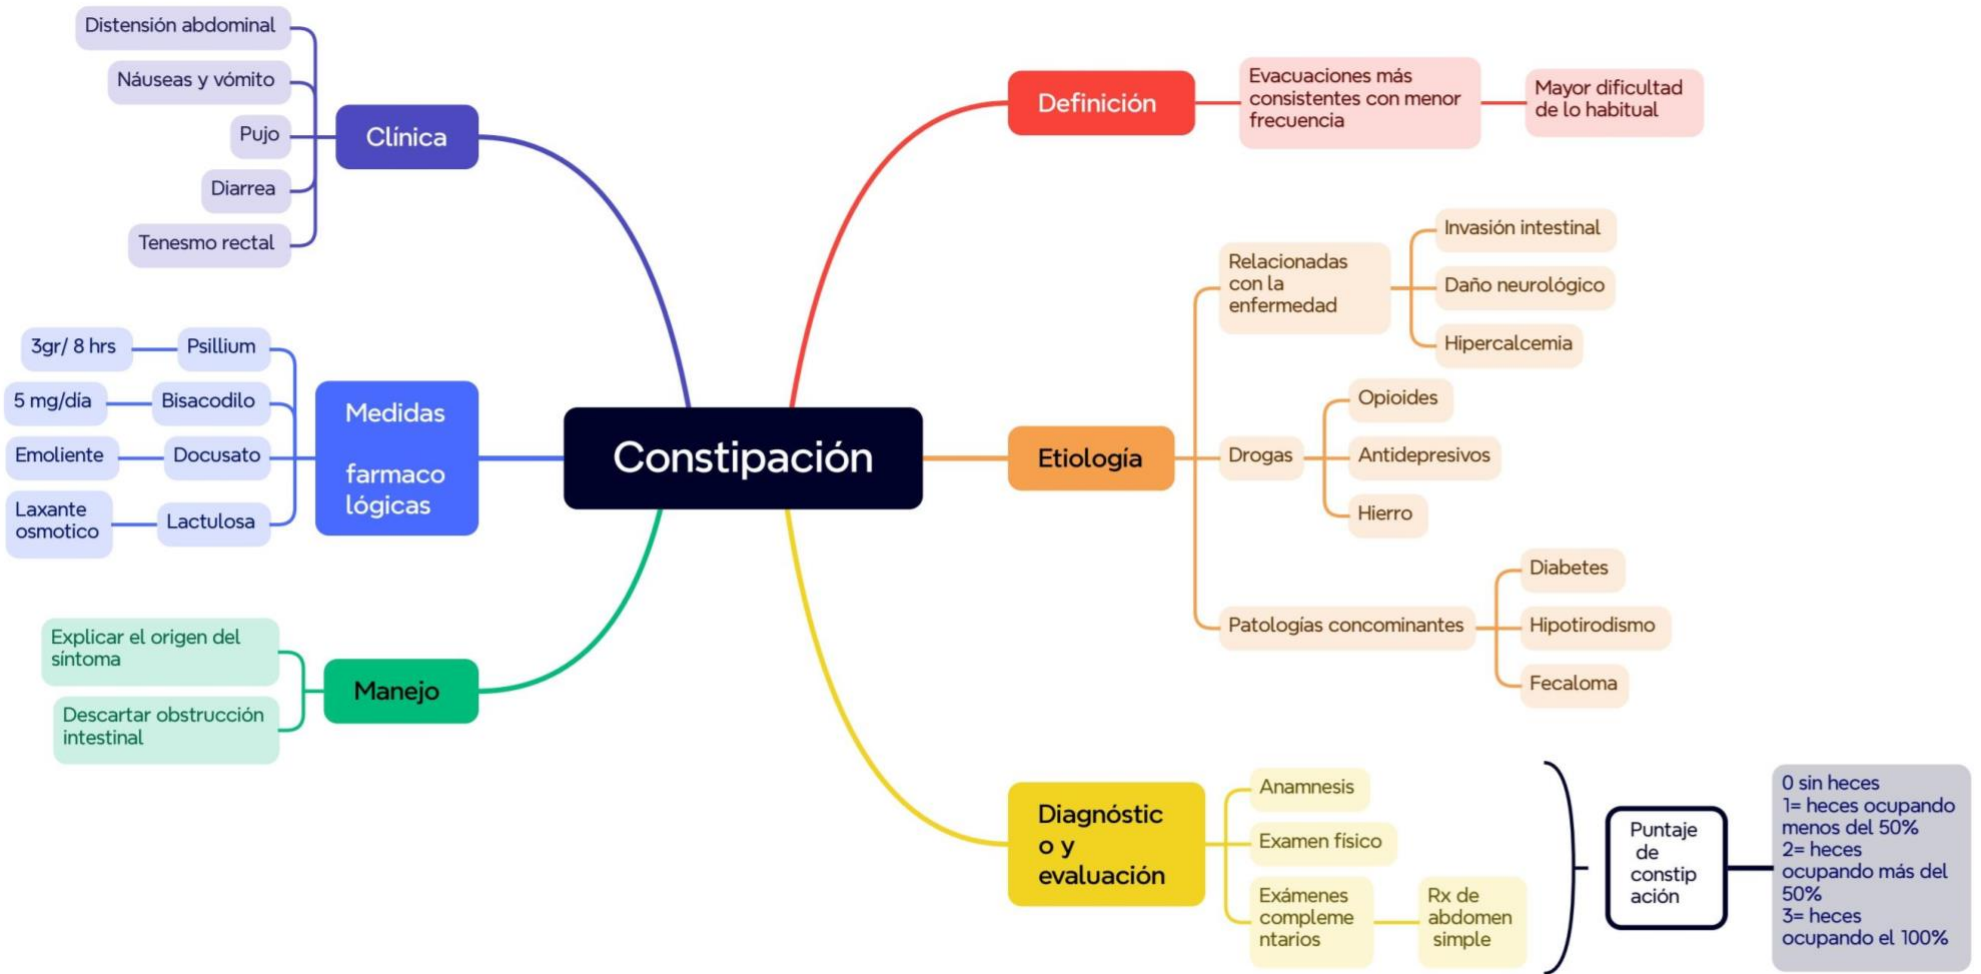 Constipación
Definición
Evacuaciones más
consistentes con menor
frecuencia
Mayor dificultad
de lo habitual
Etiología
Relacionadas
con la
enfermedad
Invasión intestinal
Daño neurológico
Hipercalcemia
Drogas
Opioides
Antidepresivos
Hierro
Patologías concominantes
Diabetes
Hipotirodismo
Fecaloma
Diagnóstic
o y
evaluación
Anamnesis
Examen físico
Exámenes
compleme
ntarios
Rx de
abdomen
simple
Puntaje
de
constip
ación
0 sin heces
1= heces ocupando
menos del 50%
2= heces
ocupando más del
50%
3= heces
ocupando el 100%
Clínica
Distensión abdominal
Náuseas y vómito
Pujo
Diarrea
Tenesmo rectal
Medidas
farmaco
lógicas
Psillium
3gr/ 8 hrs
Bisacodilo
5 mg/día
Docusato
Emoliente
Lactulosa
Laxante
osmotico
Manejo
Explicar el origen del
síntoma
Descartar obstrucción
intestinal